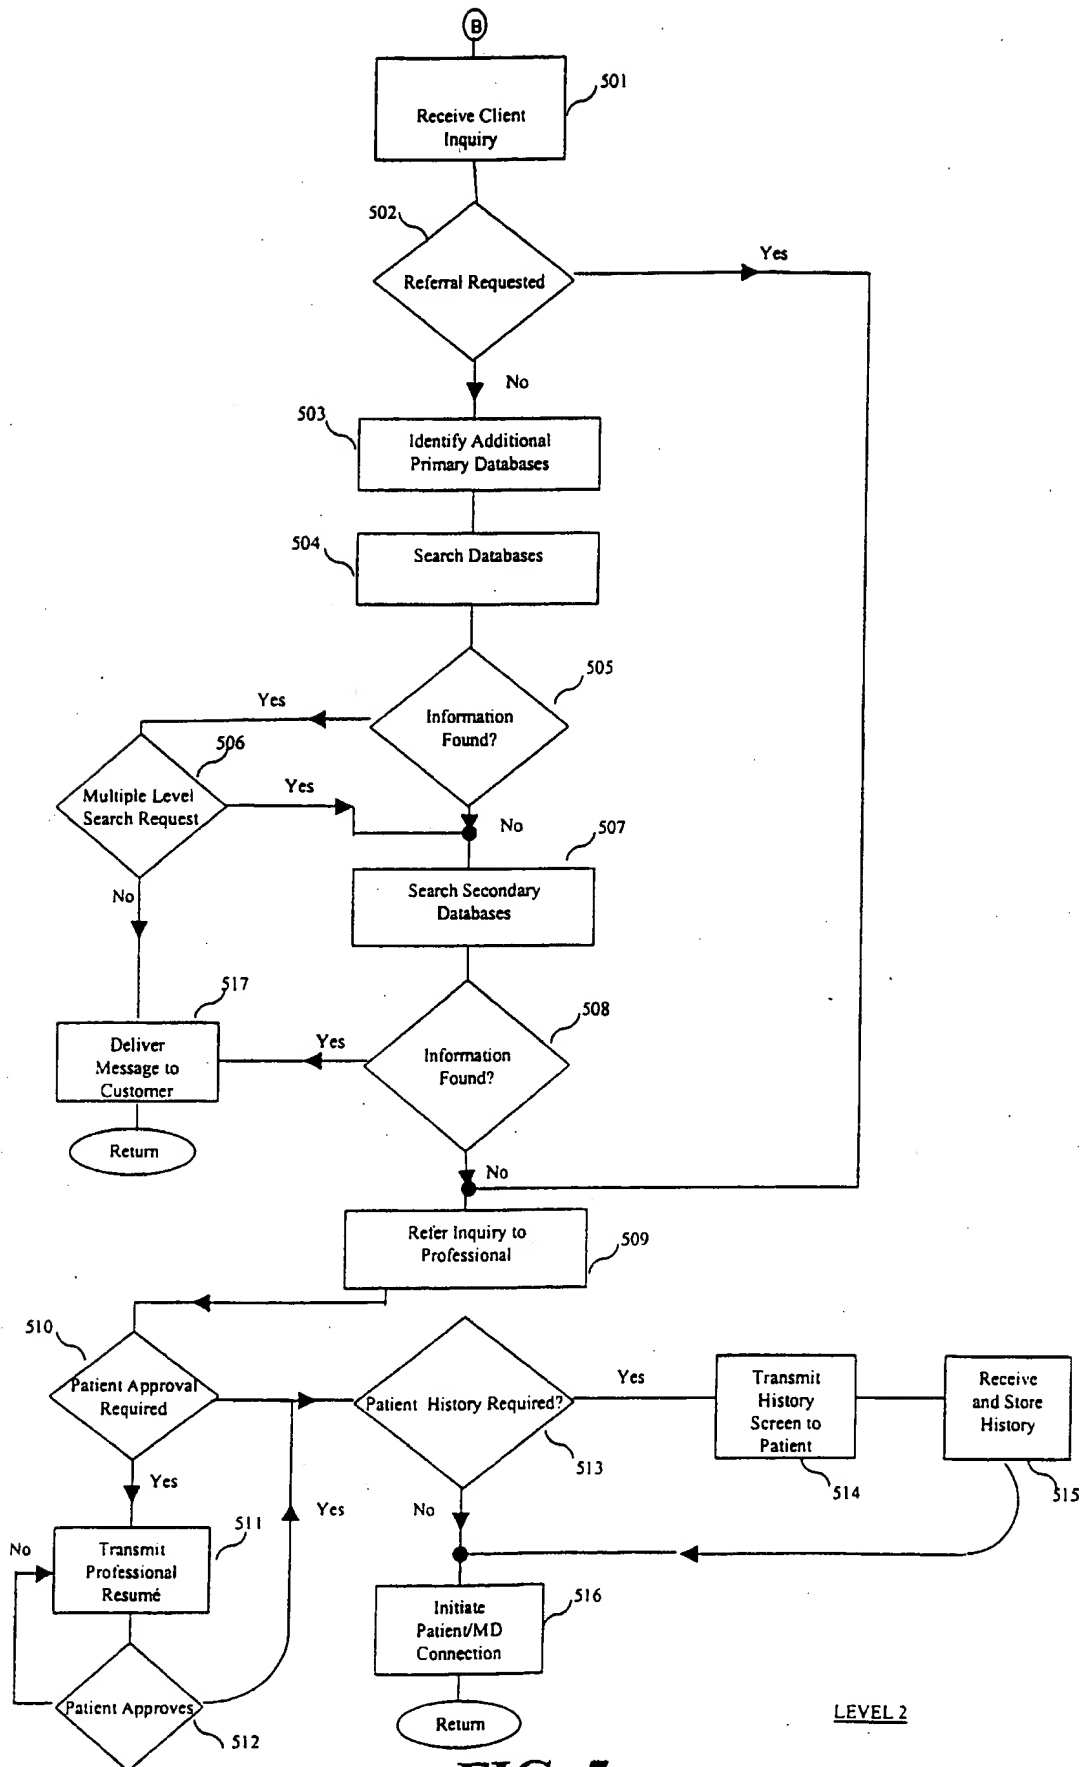 B
501
Receive Client
Inquiry
502
Referral Requested
Yes
No
503
Identify Additional
Primary Databases
504
Search Databases
505
Information
Found?
Yes
506
Multiple Level
Search Request
Yes
No
507
Search Secondary
Databases
No
517
Deliver
Message to
Customer
Return
508
Information
Found?
Yes
No
Refer Inquiry to
Professional
509
510
Patient Approval
Required
Yes
Patient History Required?
513
Yes
Transmit
History
Screen to
Patient
514
Receive
and Store
History
515
No
511
Transmit
Professional
Resumé
No
Yes
Patient Approves
512
516
Initiate
Patient/MD
Connection
Return
LEVEL 2